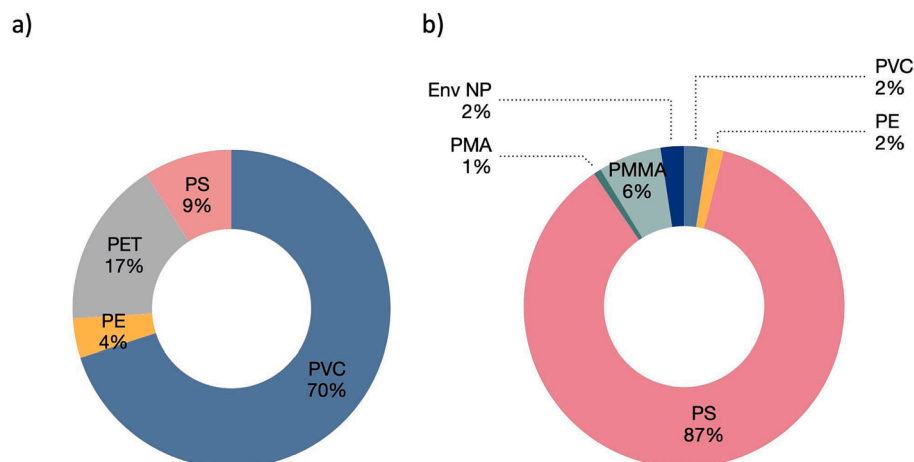 a)
PS
9%
PET
17%
PE
4%
PVC
70%
b)
Env NP
2%
PVC
2%
PMA
1%
PE
2%
PMMA
6%
PS
87%